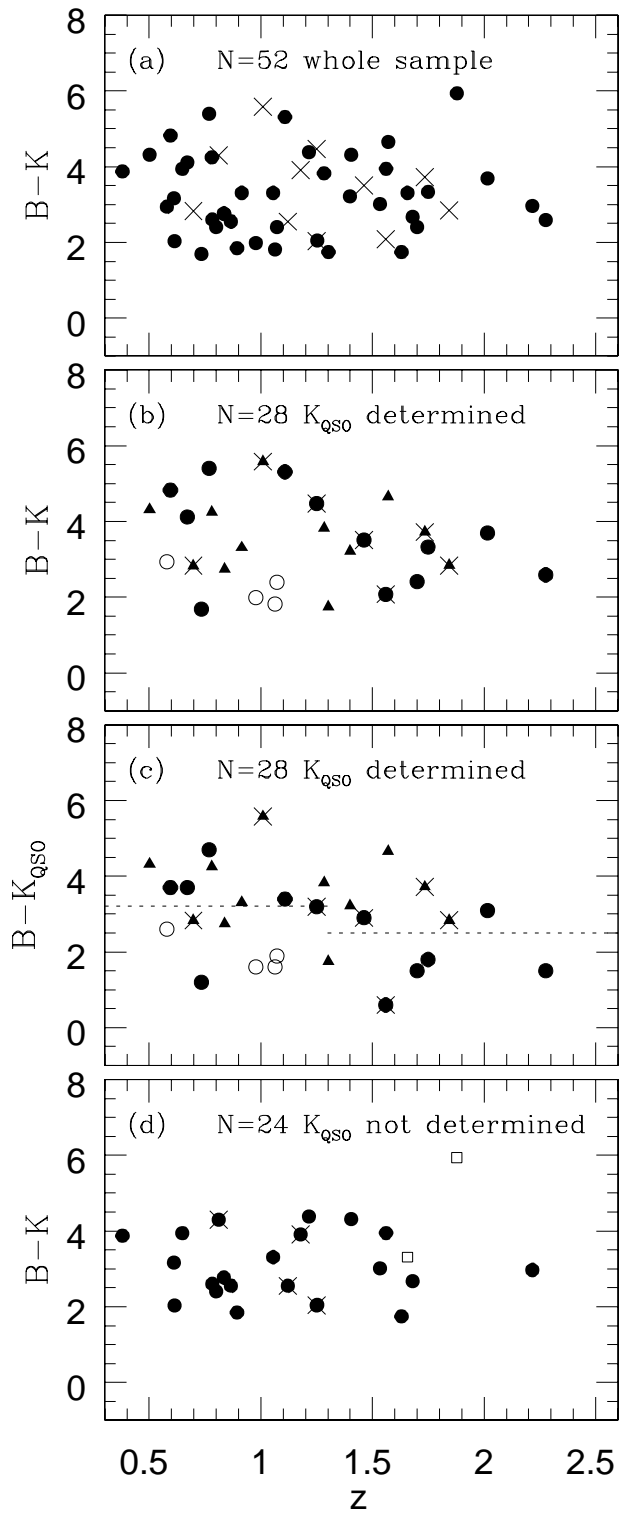 8
(a) N=52 whole sample
6
B−K
4
2
0
8
(b) N=28 K_QSO determined
6
B−K
4
2
0
8
(c) N=28 K_QSO determined
6
B−K_QSO
4
2
0
8
(d) N=24 K_QSO not determined
6
B−K
4
2
0
0.5 1 1.5 2 2.5
z